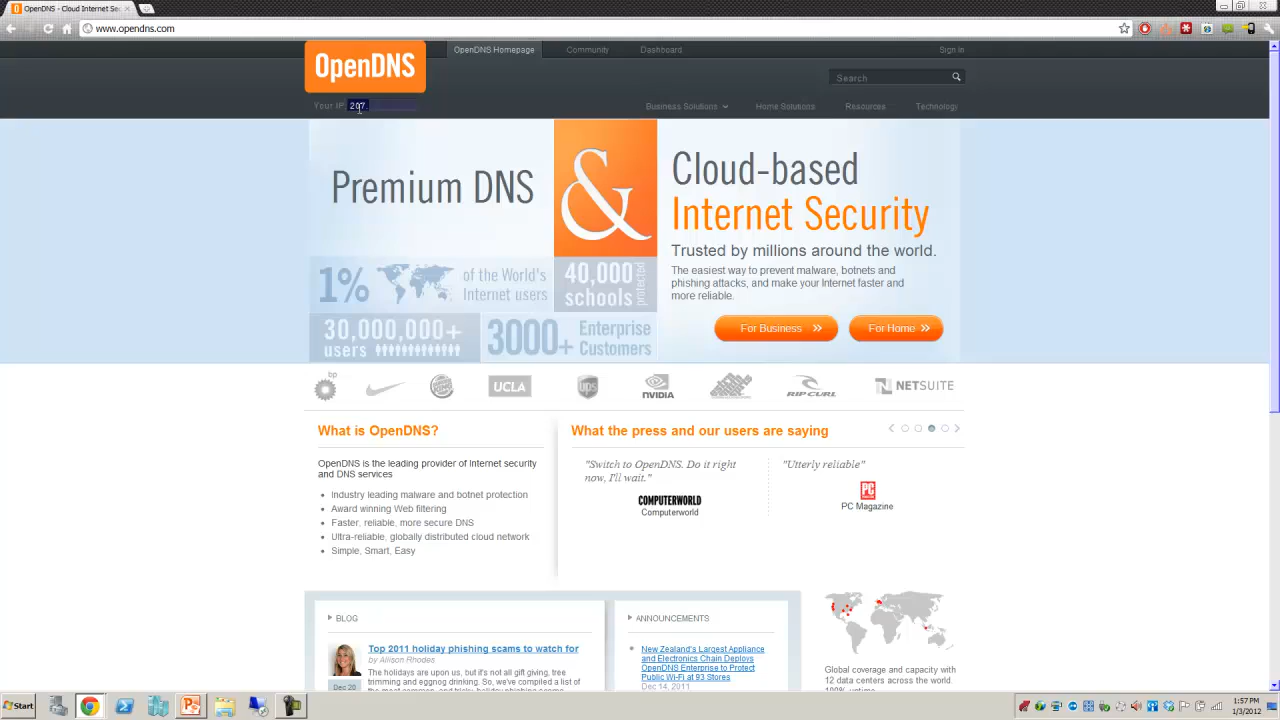 OpenDNS - Cloud Internet Sec
www.opendns.com
OpenDNS
OpenDNS Homepage
Community
Dashboard
Sign In
Search
Your IP: 207.
Business Solutions
Home Solutions
Resources
Technology
Premium DNS
&
Cloud-based
Internet Security
Trusted by millions around the world.
The easiest way to prevent malware, botnets and
phishing attacks, and make your Internet faster and
more reliable.
1%
of the World's
Internet users
40,000
schools
protected
30,000,000+
users
3000+
Enterprise
Customers
For Business
For Home
bp
UCLA
ups
NVIDIA
RIP CURL
NETSUITE
What is OpenDNS?
OpenDNS is the leading provider of Internet security
and DNS services
Industry leading malware and botnet protection
Award winning Web filtering
Faster, reliable, more secure DNS
Ultra-reliable, globally distributed cloud network
Simple, Smart, Easy
What the press and our users are saying
"Switch to OpenDNS. Do it right
now, I'll wait."
COMPUTERWORLD
Computerworld
"Utterly reliable"
PC
PC Magazine
BLOG
Top 2011 holiday phishing scams to watch for
by Allison Rhodes
Dec 20
The holidays are upon us, but it's not all gift giving, tree
trimming and eggnog drinking. So, we've compiled a list of
ANNOUNCEMENTS
New Zealand's Largest Appliance
and Electronics Chain Deploys
OpenDNS Enterprise to Protect
Public Wi-Fi at 93 Stores
Dec 14, 2011
Global coverage and capacity with
12 data centers across the world.
100% uptime
Start
1:57 PM
1/3/2012